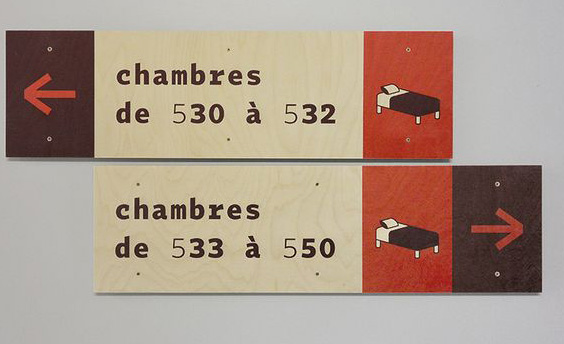 chambres
de 530 à 532
chambres
de 533 à 550